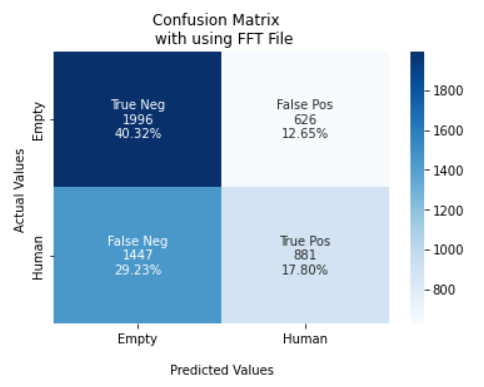 Confusion Matrix
with using FFT File
True Neg
1996
40.32%
False Pos
626
12.65%
False Neg
1447
29.23%
True Pos
881
17.80%
Empty
Human
Actual Values
Empty
Human
Predicted Values
1800
1600
1400
1200
1000
800